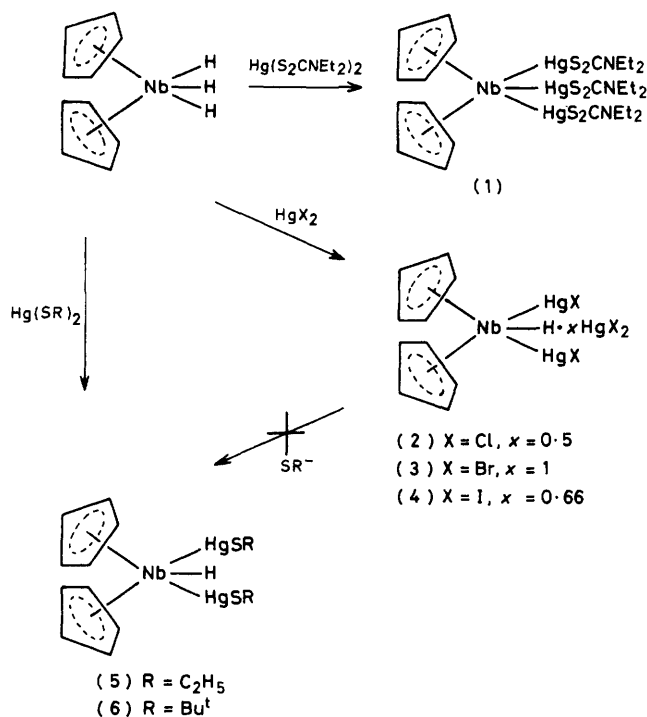 H
Nb H
H
Hg(S2CNEt2)2
HgS2CNEt2
Nb HgS2CNEt2
HgS2CNEt2
(1)
HgX2
Hg(SR)2
HgX
Nb H·xHgX2
HgX
(2) X = Cl, x = 0·5
(3) X = Br, x = 1
(4) X = I, x = 0·66
SR−
HgSR
Nb H
HgSR
(5) R = C2H5
(6) R = Buᵗ